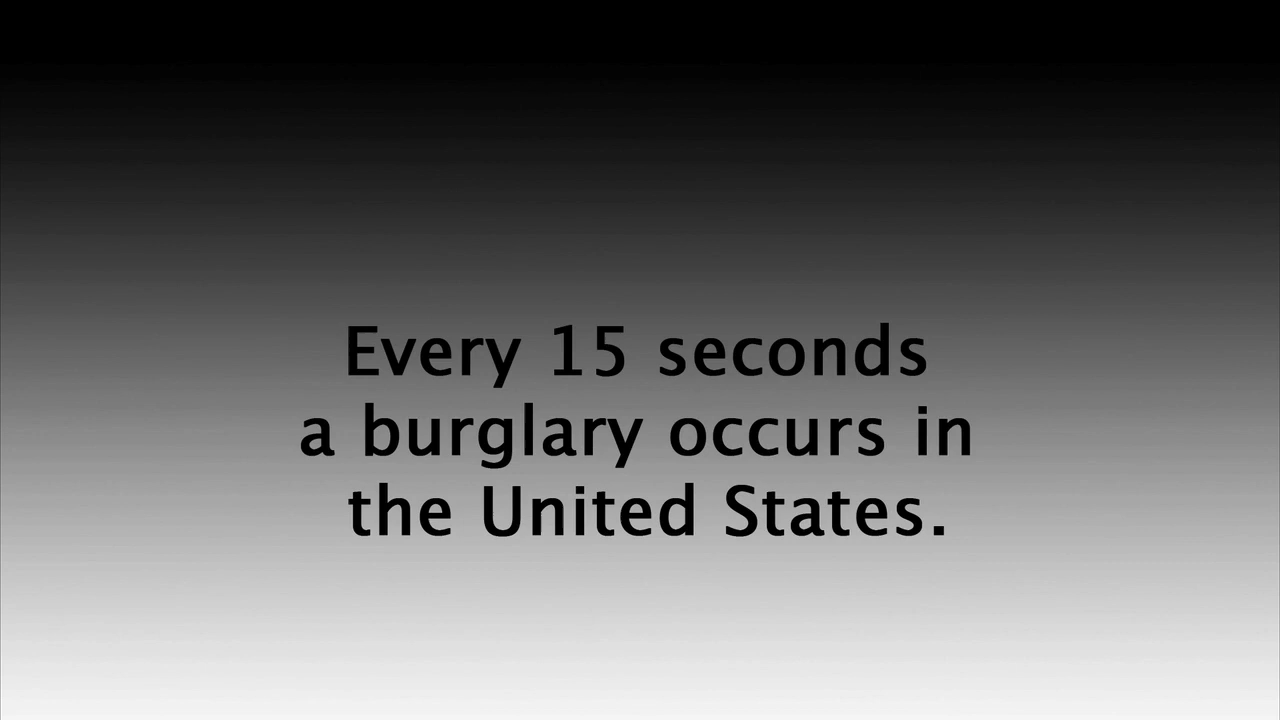 Every 15 seconds
a burglary occurs in
the United States.